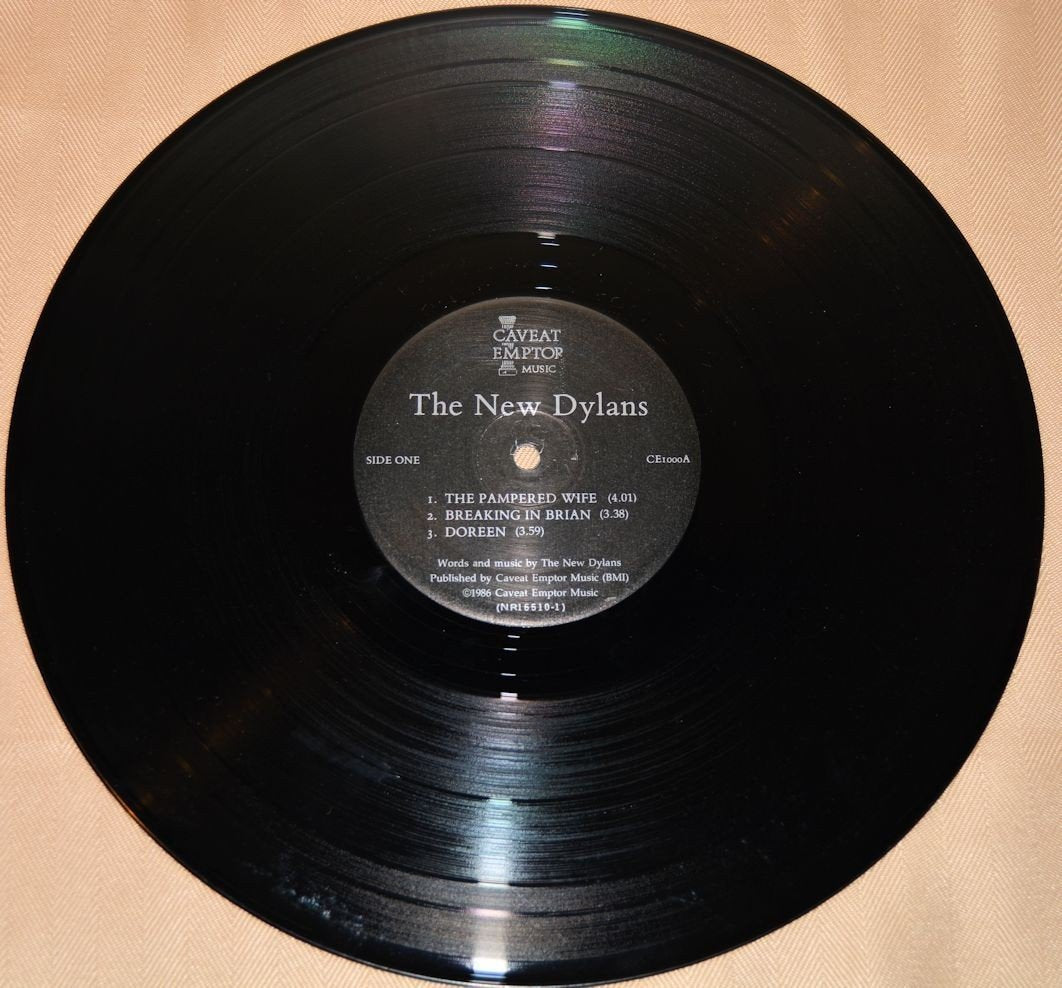 CAVEAT
EMPTOR
MUSIC
The New Dylans
SIDE ONE
CE1000A
1. THE PAMPERED WIFE (4.01)
2. BREAKING IN BRIAN (3.38)
3. DOREEN (3.59)
Words and music by The New Dylans
Published by Caveat Emptor Music (BMI)
©1986 Caveat Emptor Music
(NR16510-1)